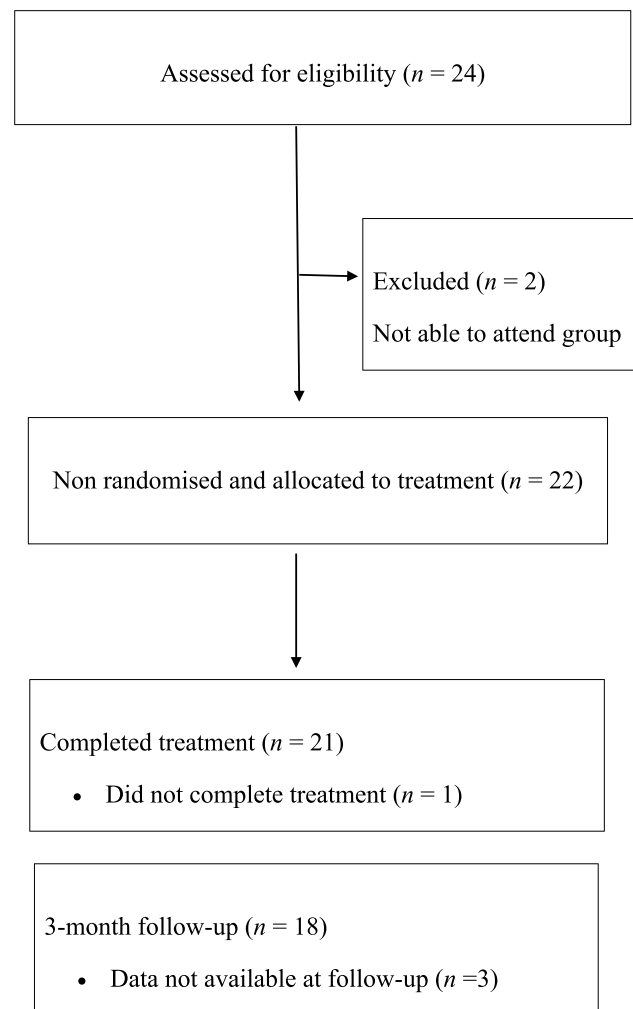 Assessed for eligibility (n = 24)
Excluded (n = 2)
Not able to attend group
Non randomised and allocated to treatment (n = 22)
Completed treatment (n = 21)
• Did not complete treatment (n = 1)
3-month follow-up (n = 18)
• Data not available at follow-up (n =3)